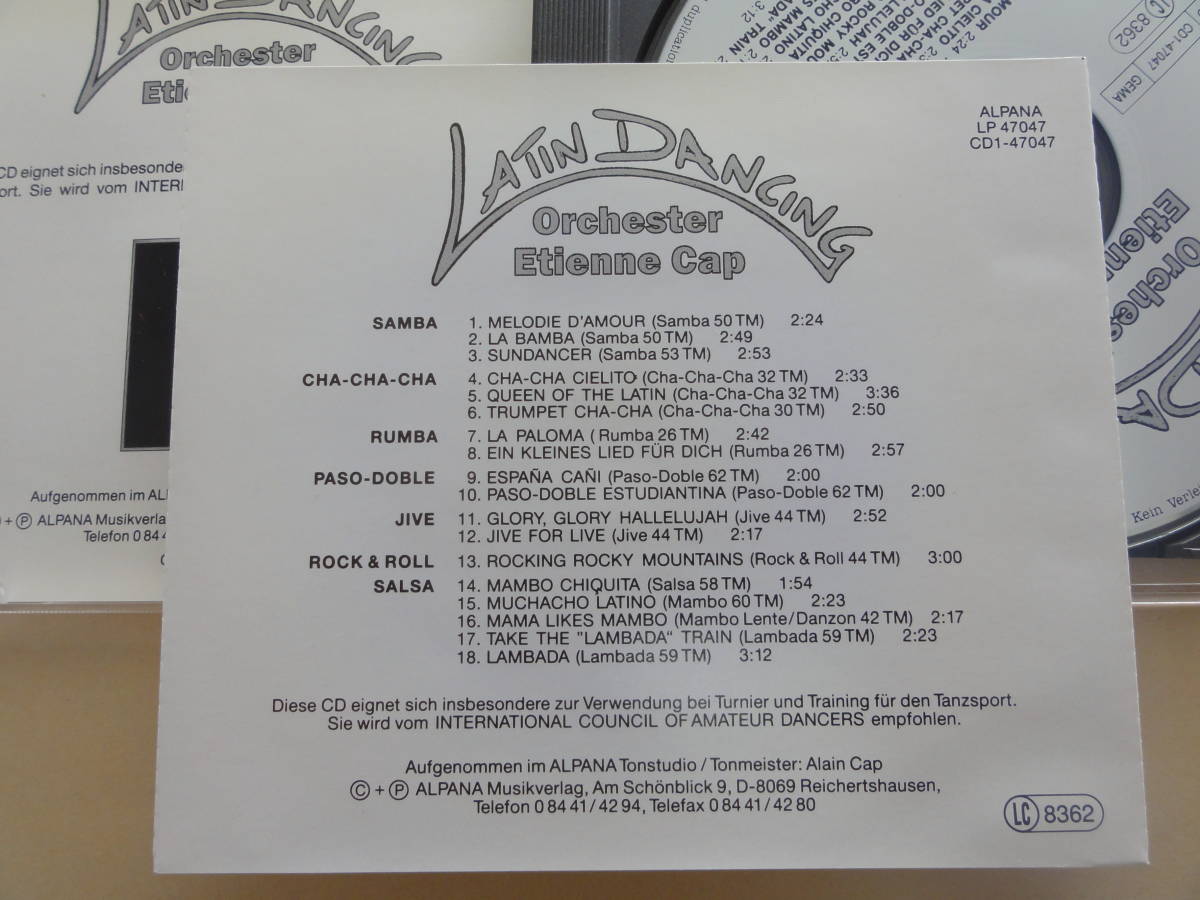 LATIN DANCING
Orchester
Etienne Cap
ALPANA
LP 47047
CD1-47047
SAMBA 1. MELODIE D'AMOUR (Samba 50 TM) 2:24
2. LA BAMBA (Samba 50 TM) 2:49
3. SUNDANCER (Samba 53 TM) 2:53
CHA-CHA-CHA 4. CHA-CHA CIELITO (Cha-Cha-Cha 32 TM) 2:33
5. QUEEN OF THE LATIN (Cha-Cha-Cha 32 TM) 3:36
6. TRUMPET CHA-CHA (Cha-Cha-Cha 30 TM) 2:50
RUMBA 7. LA PALOMA (Rumba 26 TM) 2:42
8. EIN KLEINES LIED FÜR DICH (Rumba 26 TM) 2:57
PASO-DOBLE 9. ESPAÑA CAÑI (Paso-Doble 62 TM) 2:00
10. PASO-DOBLE ESTUDIANTINA (Paso-Doble 62 TM) 2:00
JIVE 11. GLORY, GLORY HALLELUJAH (Jive 44 TM) 2:52
12. JIVE FOR LIVE (Jive 44 TM) 2:17
ROCK & ROLL 13. ROCKING ROCKY MOUNTAINS (Rock & Roll 44 TM) 3:00
SALSA 14. MAMBO CHIQUITA (Salsa 58 TM) 1:54
15. MUCHACHO LATINO (Mambo 60 TM) 2:23
16. MAMA LIKES MAMBO (Mambo Lente/Danzon 42 TM) 2:17
17. TAKE THE "LAMBADA“ TRAIN (Lambada 59 TM) 2:23
18. LAMBADA (Lambada 59 TM) 3:12
Diese CD eignet sich insbesondere zur Verwendung bei Turnier und Training für den Tanzsport.
Sie wird vom INTERNATIONAL COUNCIL OF AMATEUR DANCERS empfohlen.
Aufgenommen im ALPANA Tonstudio / Tonmeister: Alain Cap
© + ℗ ALPANA Musikverlag, Am Schönblick 9, D-8069 Reichertshausen,
Telefon 0 84 41 / 42 94, Telefax 0 84 41 / 42 80
LC 8362
Orchester
CD eignet sich insbesonde
ort. Sie wird vom INTERI
Aufgenommen im AL
+ ℗ ALPANA Musikverla
Telefon 0 84 4
LC 8362
CD1-47047
GEMA
3:12
Kein Verlei